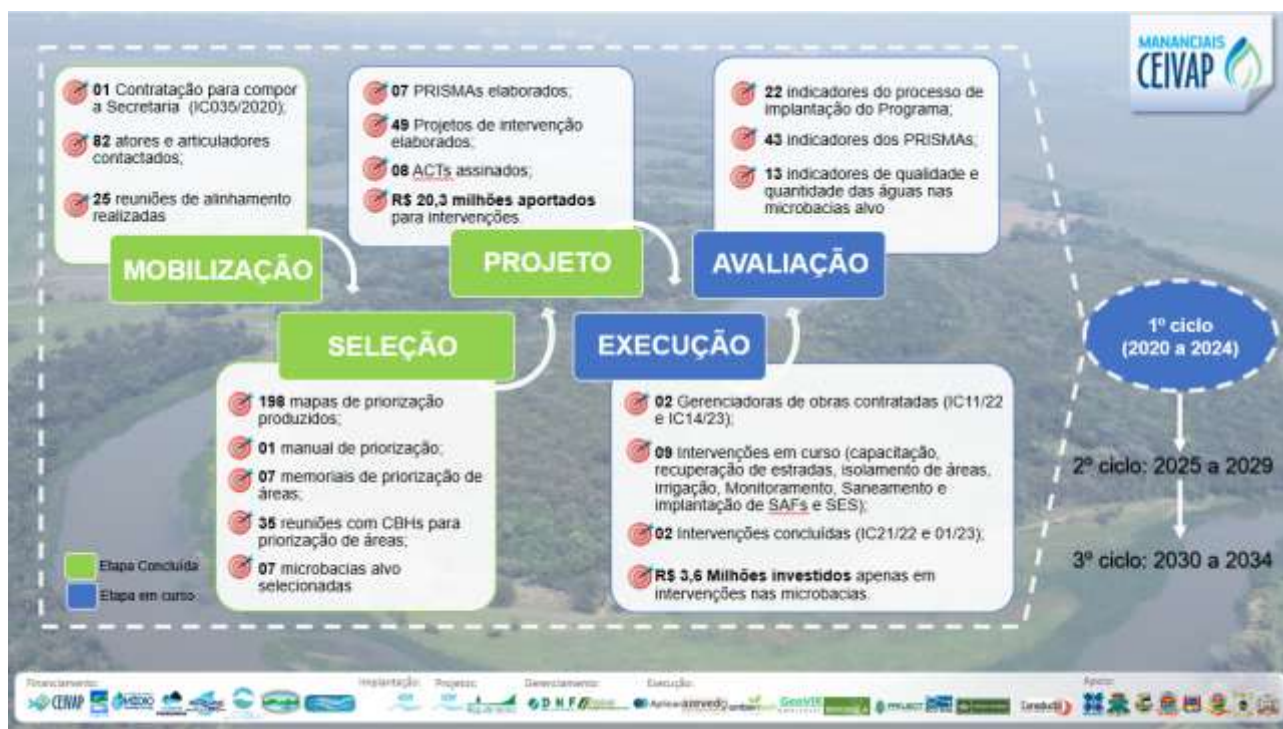 MANANCIAIS
CEIVAP
01 Contratação para compor
a Secretaria (IC035/2020);
82 atores e articuladores
contactados;
25 reuniões de alinhamento
realizadas
MOBILIZAÇÃO
07 PRISMAs elaborados;
49 Projetos de intervenção
elaborados;
08 ACTs assinados;
R$ 20,3 milhões aportados
para intervenções.
PROJETO
22 indicadores do processo de
implantação do Programa;
43 indicadores dos PRISMAs;
13 indicadores de qualidade e
quantidade das águas nas
microbacias alvo
AVALIAÇÃO
SELEÇÃO
198 mapas de priorização
produzidos;
01 manual de priorização;
07 memoriais de priorização de
áreas;
35 reuniões com CBHs para
priorização de áreas;
07 microbacias alvo
selecionadas
EXECUÇÃO
02 Gerenciadoras de obras contratadas (IC11/22
e IC14/23);
09 Intervenções em curso (capacitação,
recuperação de estradas, isolamento de áreas,
irrigação, Monitoramento, Saneamento e
implantação de SAFs e SES);
02 Intervenções concluídas (IC21/22 e 01/23);
R$ 3,6 Milhões investidos apenas em
intervenções nas microbacias.
1º ciclo
(2020 a 2024)
2º ciclo: 2025 a 2029
3º ciclo: 2030 a 2034
Etapa Concluída
Etapa em curso
Financiamento:
Implantação:
Projetos:
Gerenciamento:
Execução:
Apoio:
CEIVAP